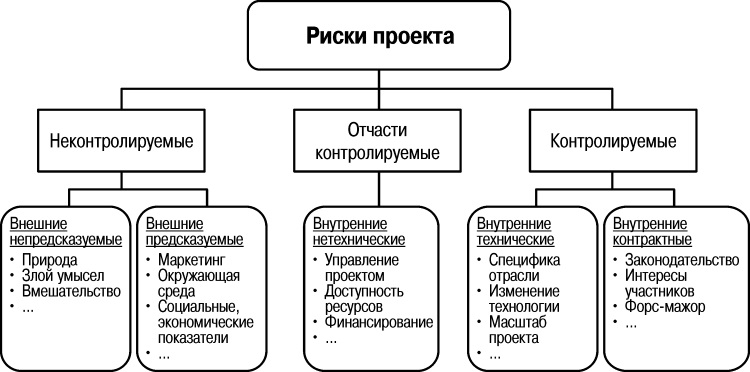 Риски проекта
Неконтролируемые
Отчасти
контролируемые
Контролируемые
Внешние
непредсказуемые
• Природа
• Злой умысел
• Вмешательство
• ...
Внешние
предсказуемые
• Маркетинг
• Окружающая
среда
• Социальные,
экономические
показатели
• ...
Внутренние
нетехнические
• Управление
проектом
• Доступность
ресурсов
• Финансирование
• ...
Внутренние
технические
• Специфика
отрасли
• Изменение
технологии
• Масштаб
проекта
• ...
Внутренние
контрактные
• Законодательство
• Интересы
участников
• Форс-мажор
• ...